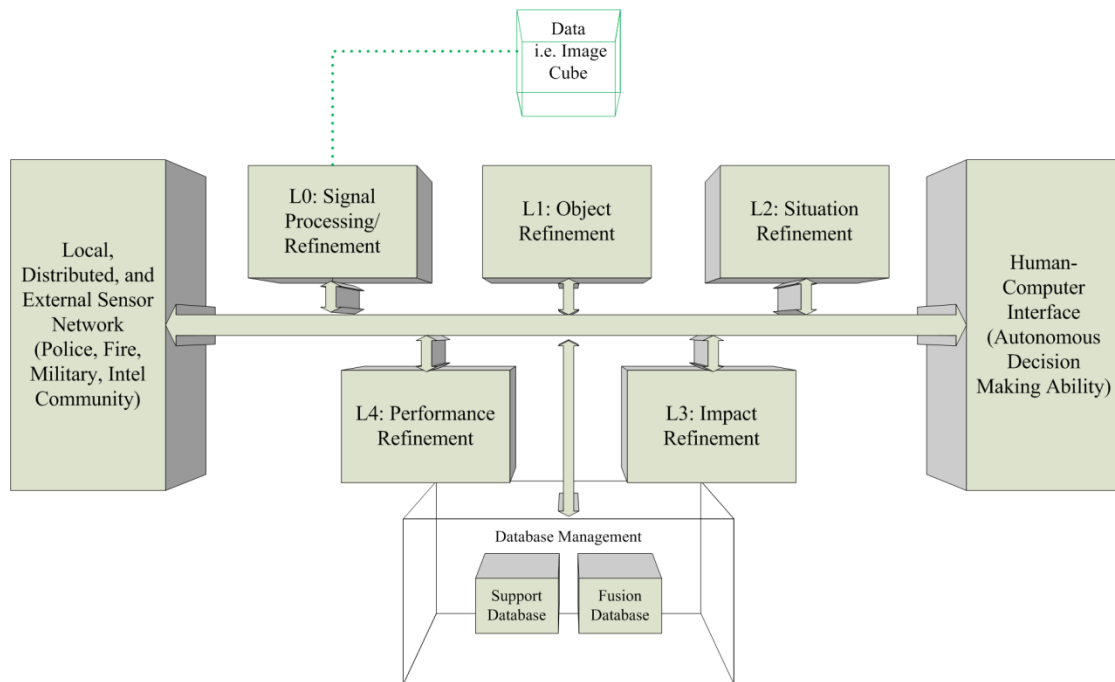 Data
i.e. Image
Cube
Local,
Distributed, and
External Sensor
Network
(Police, Fire,
Military, Intel
Community)
L0: Signal
Processing/
Refinement
L1: Object
Refinement
L2: Situation
Refinement
Human-
Computer
Interface
(Autonomous
Decision
Making Ability)
L4: Performance
Refinement
L3: Impact
Refinement
Database Management
Support
Database
Fusion
Database